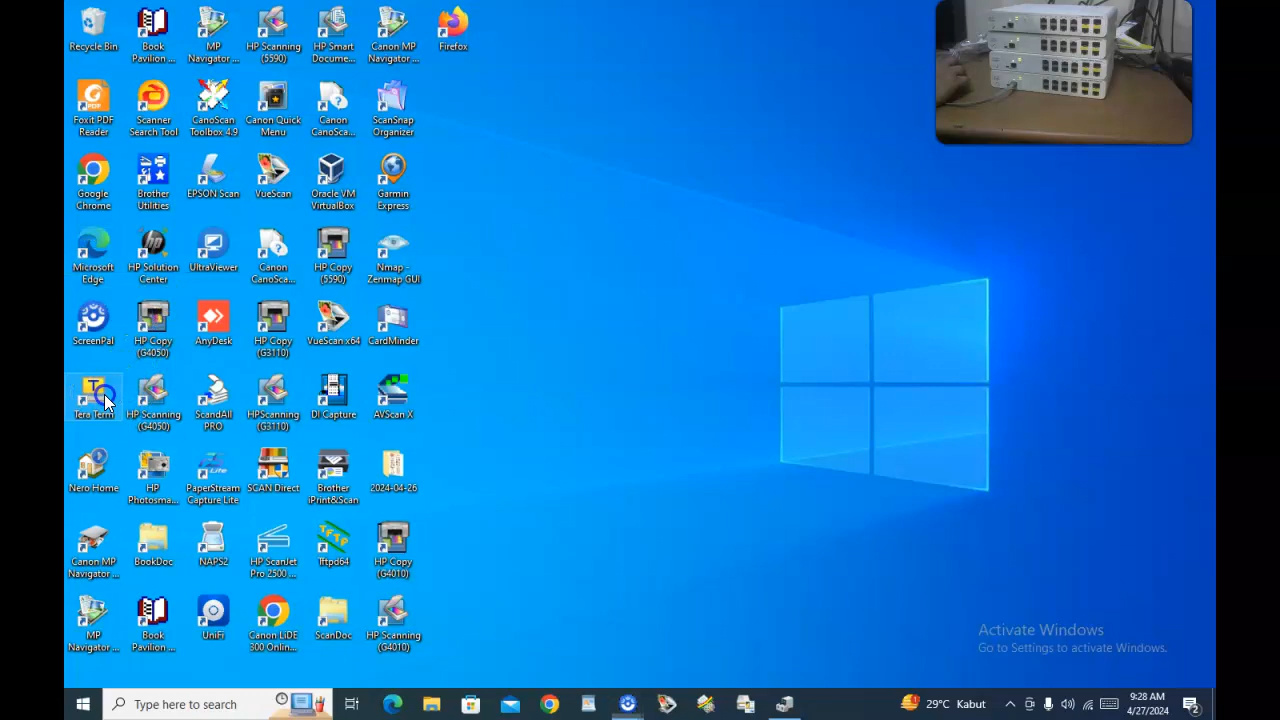 Recycle Bin
Book
Pavilion ...
MP
Navigator ...
HP Scanning
(5590)
HP Smart
Docume...
Canon MP
Navigator ...
Firefox
Foxit PDF
Reader
Scanner
Search Tool
CanoScan
Toolbox 4.9
Canon Quick
Menu
Canon
CanoSca...
ScanSnap
Organizer
Google
Chrome
Brother
Utilities
EPSON Scan
VueScan
Oracle VM
VirtualBox
Garmin
Express
Microsoft
Edge
HP Solution
Center
UltraViewer
Canon
CanoSca...
HP Copy
(5590)
Nmap -
Zenmap GUI
ScreenPal
HP Copy
(G4050)
AnyDesk
HP Copy
(G3110)
VueScan x64
CardMinder
Tera Term
HP Scanning
(G4050)
ScandAll
PRO
HPScanning
(G3110)
DI Capture
AVScan X
Nero Home
HP
Photosma...
PaperStream
Capture Lite
SCAN Direct
Brother
iPrint&Scan
2024-04-26
Canon MP
Navigator ...
BookDoc
NAPS2
HP ScanJet
Pro 2500 ...
Tftpd64
HP Copy
(G4010)
MP
Navigator ...
Book
Pavilion ...
UniFi
Canon LiDE
300 Onlin...
ScanDoc
HP Scanning
(G4010)
Activate Windows
Go to Settings to activate Windows.
Type here to search
29°C Kabut
9:28 AM
4/27/2024
2